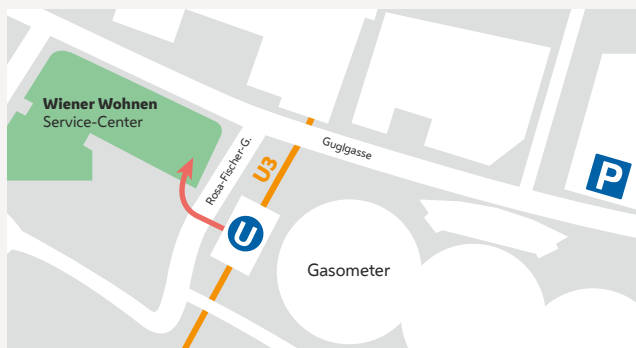 Wiener Wohnen
Service-Center
Rosa-Fischer-G.
U3
Guglgasse
P
U
Gasometer